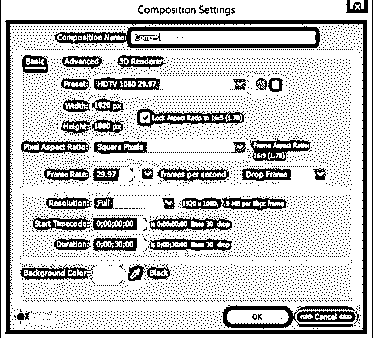 Composition Settings
Composition Name: Comp 1
Basic Advanced 3D Renderer
Preset: HDTV 1080 29.97
Width: 1920 px
Height: 1080 px
Lock Aspect Ratio to 16:9 (1.78)
Pixel Aspect Ratio: Square Pixels
Frame Aspect Ratio:
16:9 (1.78)
Frame Rate: 29.97 frames per second Drop Frame
Resolution: Full 1920 x 1080, 7.9 MB per 8bpc frame
Start Timecode: 0;00;00;00 is 0;00;00;00 Base 30 drop
Duration: 0;00;30;00 is 0;00;30;00 Base 30 drop
Background Color: Black
OK Cancel